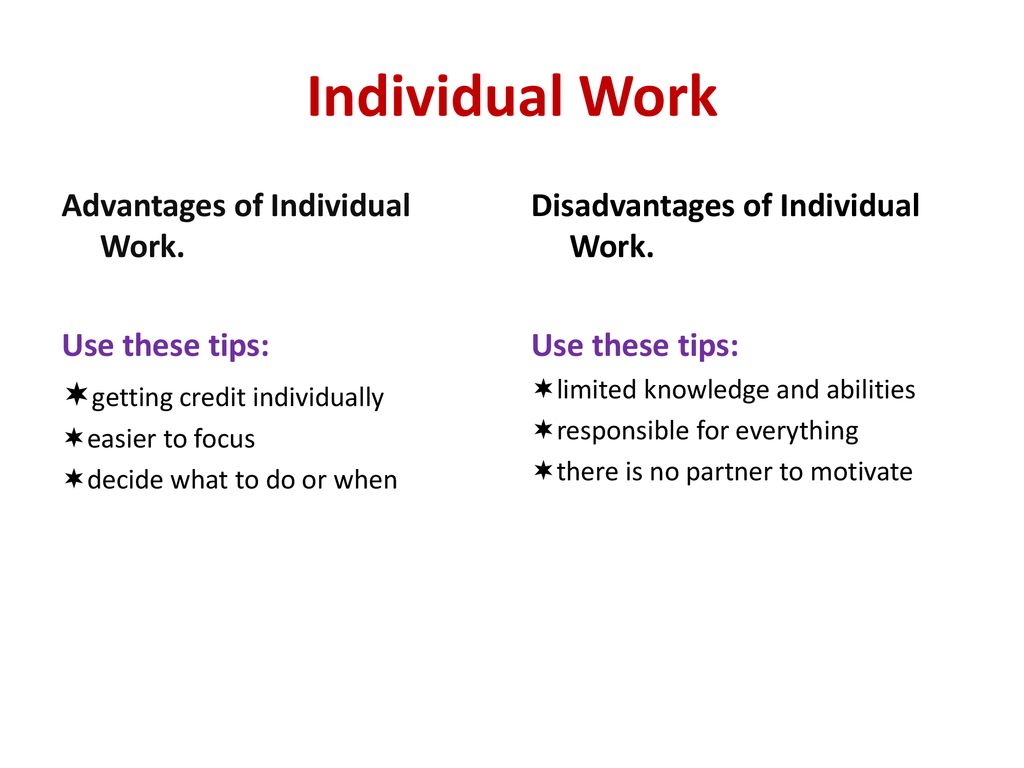 Individual Work
Advantages of Individual
Work.
Use these tips:
✶getting credit individually
✶easier to focus
✶decide what to do or when
Disadvantages of Individual
Work.
Use these tips:
✶limited knowledge and abilities
✶responsible for everything
✶there is no partner to motivate